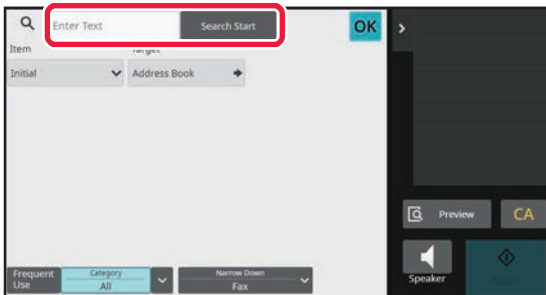 Enter Text Search Start OK
Item Target
Initial Address Book
Preview CA
Frequent Use Category All Narrow Down Fax
Speaker Start